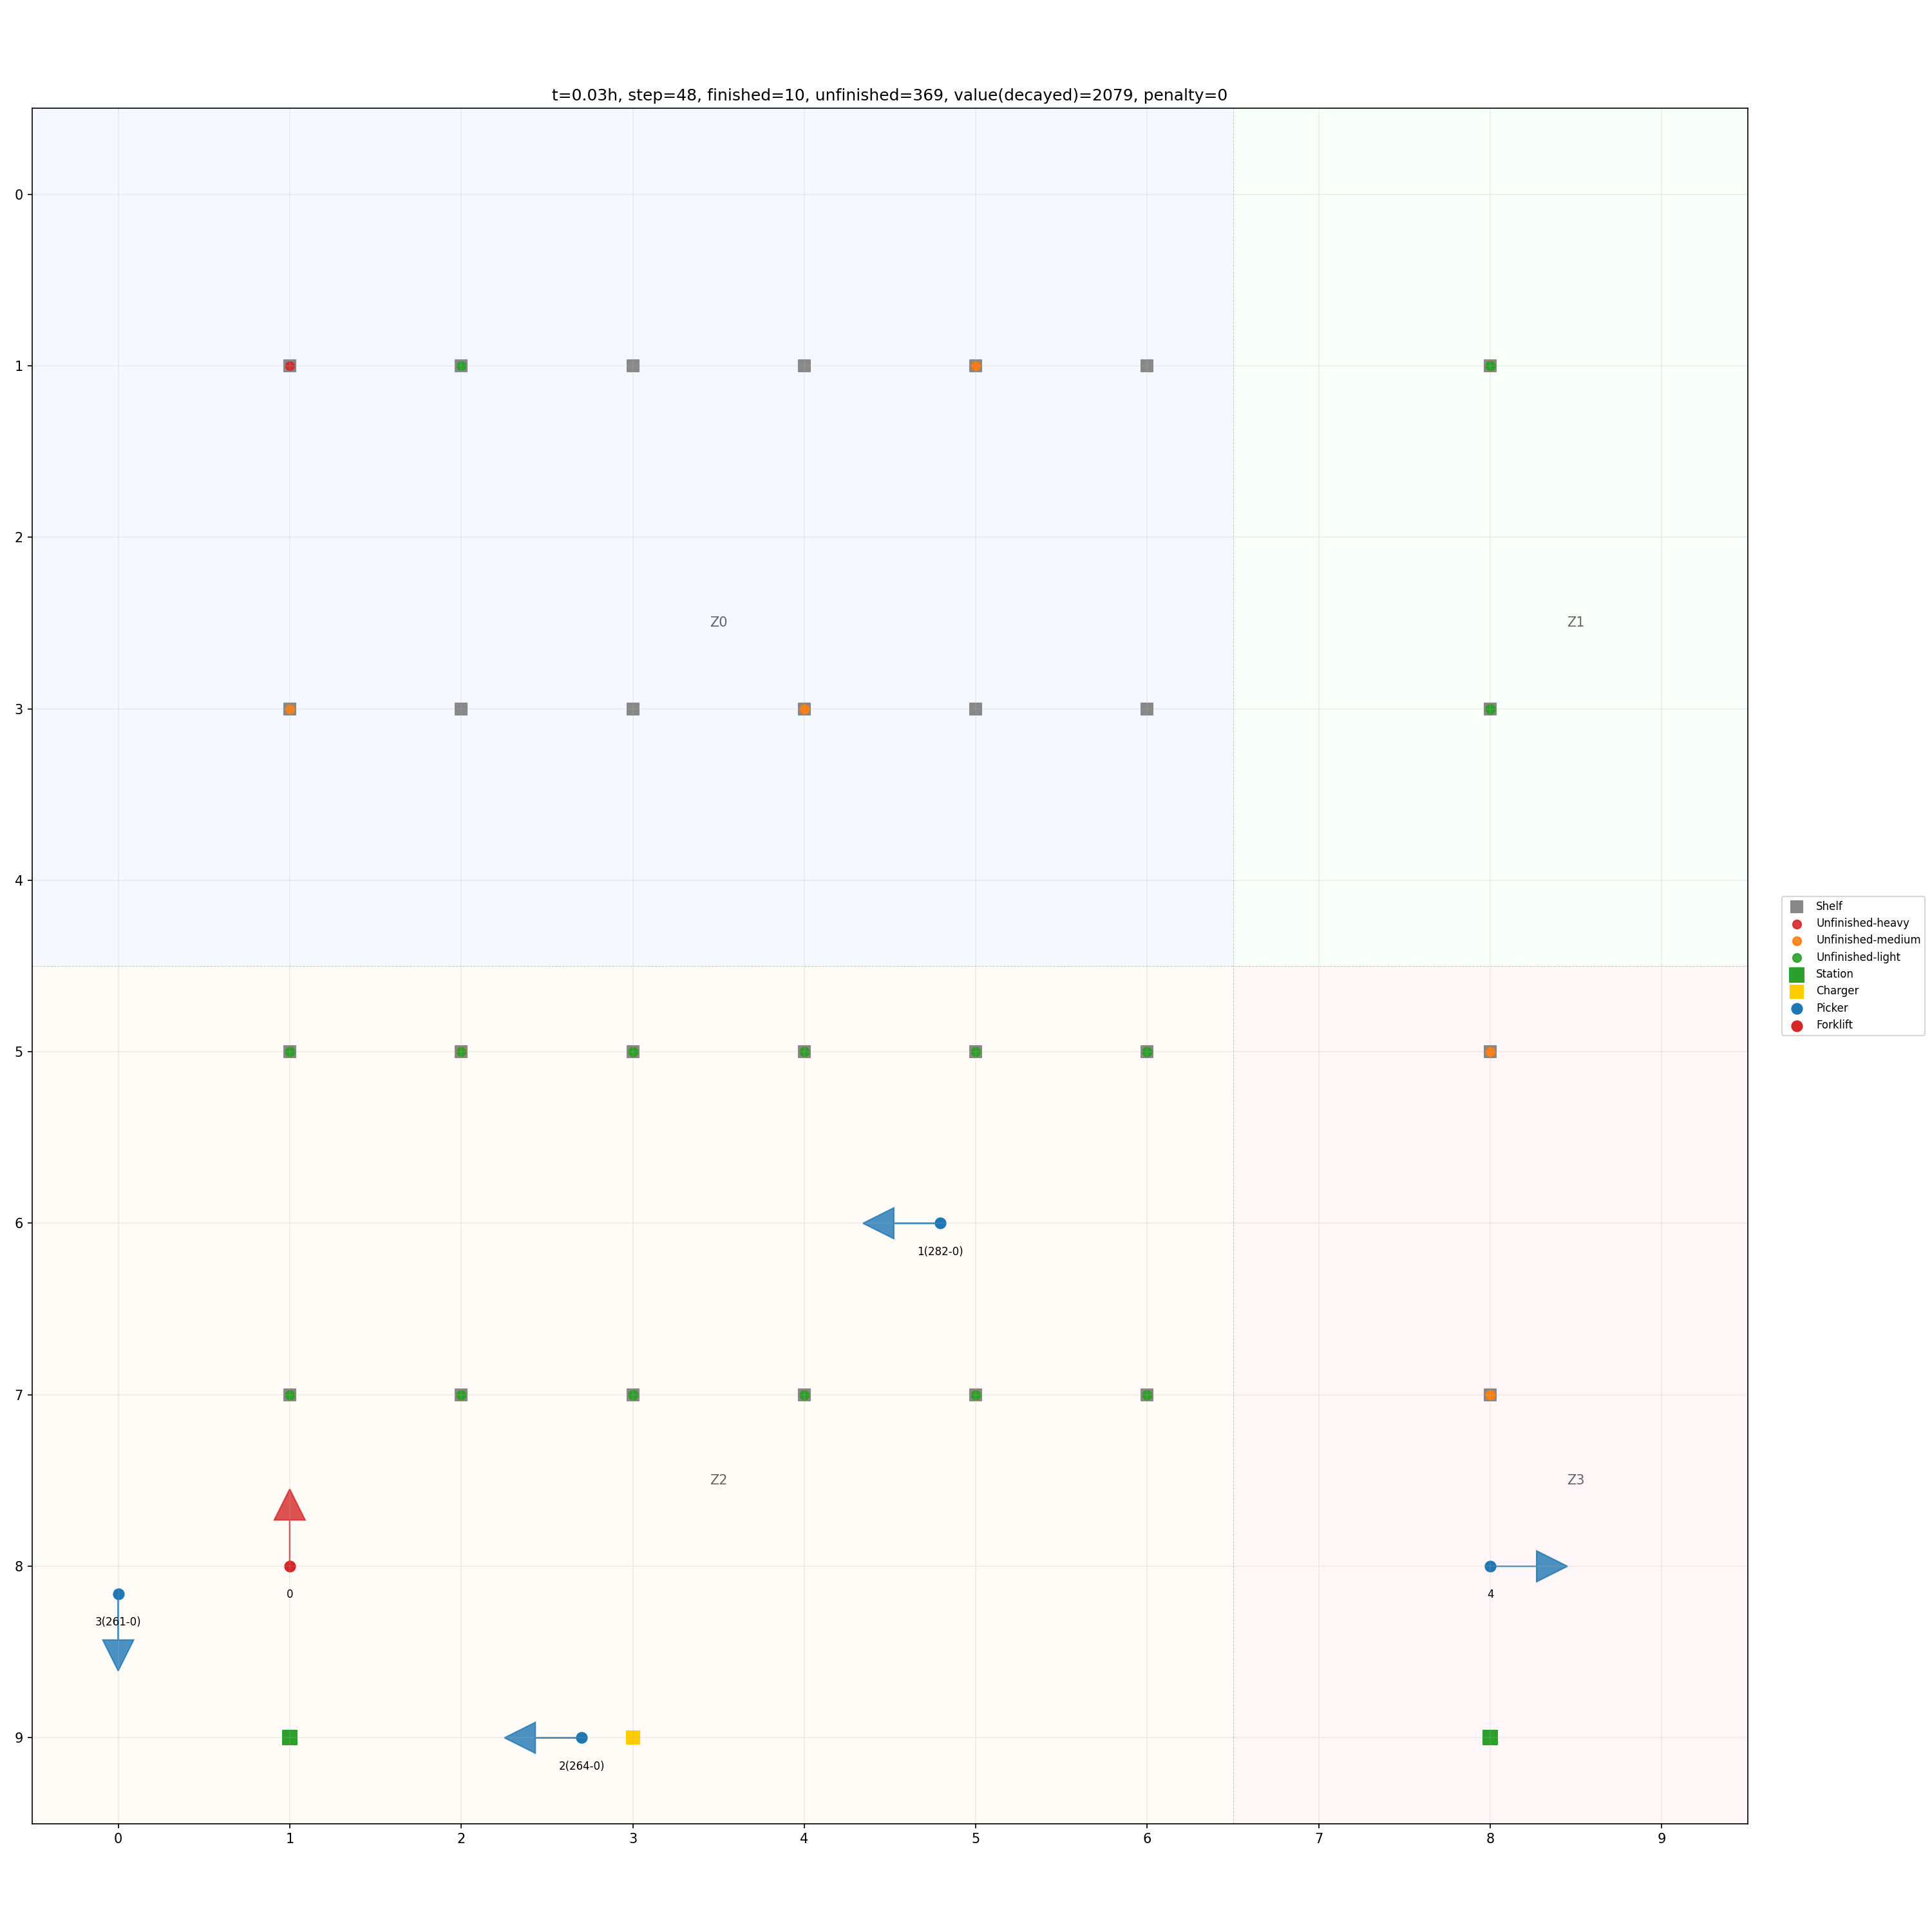 t=0.03h, step=48, finished=10, unfinished=369, value(decayed)=2079, penalty=0
0
1
2
Z0
Z1
3
4
Shelf
Unfinished-heavy
Unfinished-medium
Unfinished-light
Station
Charger
Picker
Forklift
5
6
1(282-0)
7
Z2
Z3
8
0
4
3(261-0)
9
2(264-0)
0 1 2 3 4 5 6 7 8 9